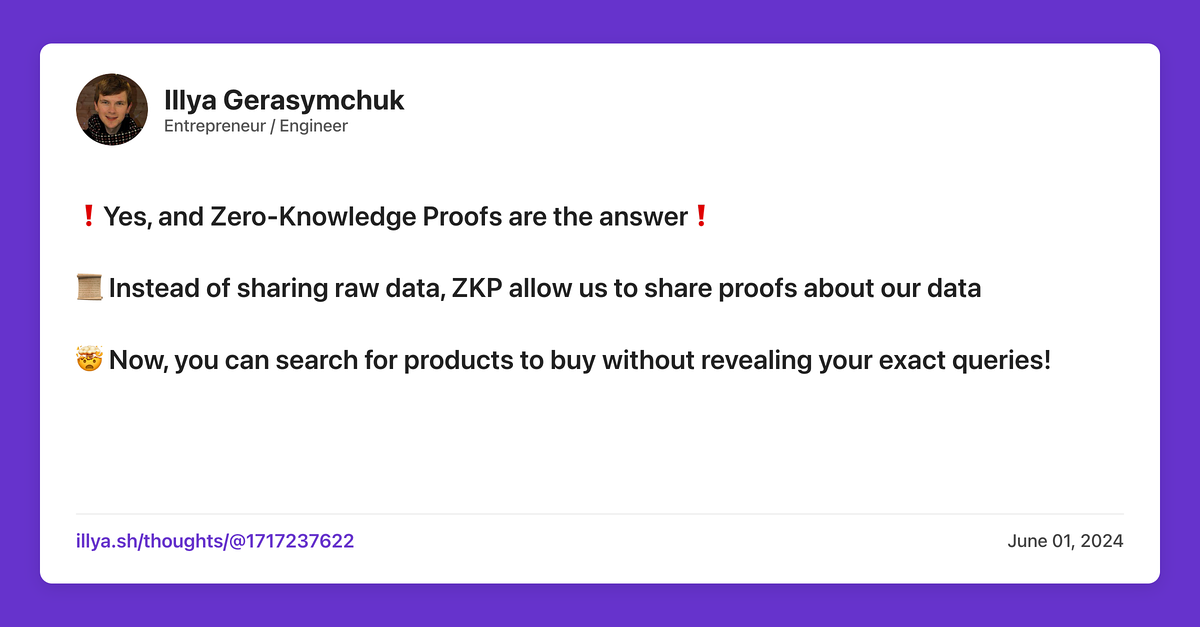 Illya Gerasymchuk
Entrepreneur / Engineer
❗Yes, and Zero-Knowledge Proofs are the answer❗
📜 Instead of sharing raw data, ZKP allow us to share proofs about our data
🤯 Now, you can search for products to buy without revealing your exact queries!
illya.sh/thoughts/@1717237622
June 01, 2024